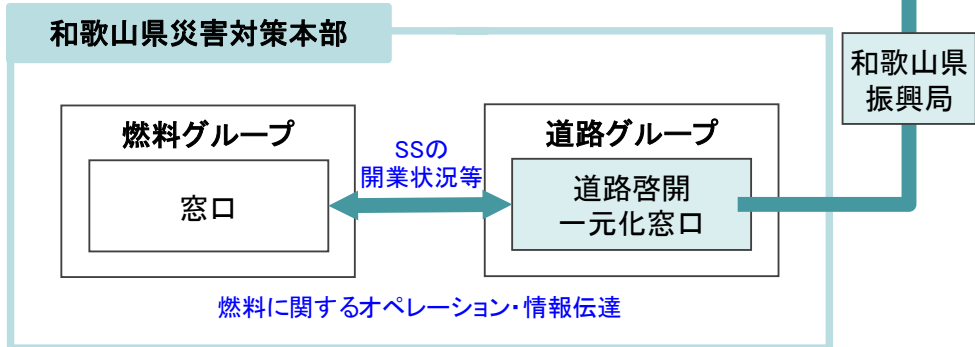 和歌山県災害対策本部
和歌山県
振興局
燃料グループ
窓口
SSの
開業状況等
道路グループ
道路啓開
一元化窓口
燃料に関するオペレーション・情報伝達